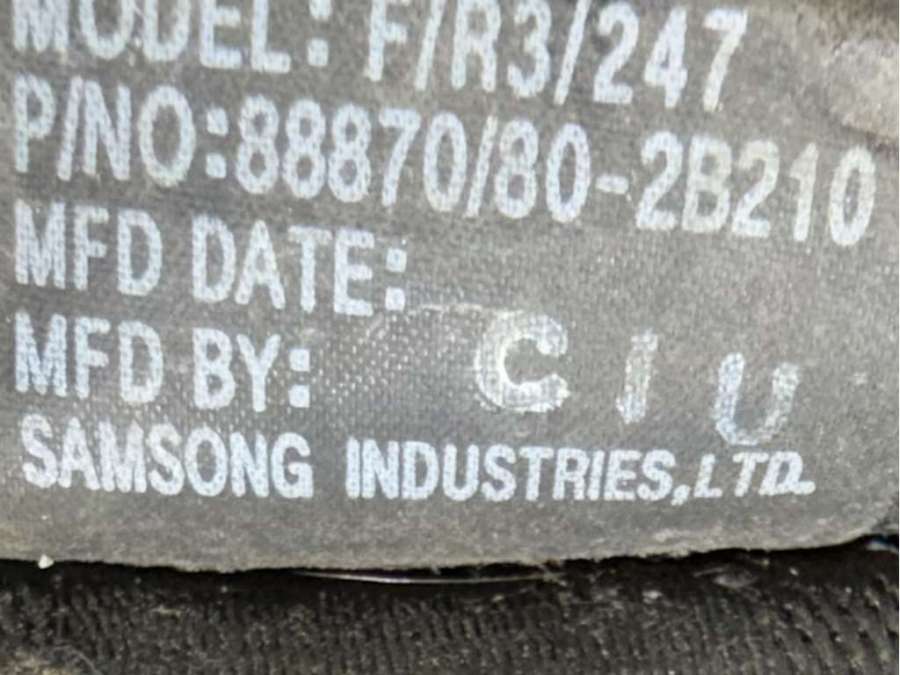 MODEL: F/R3/247
P/NO:88870/80-2B210
MFD DATE:
MFD BY: C I U
SAMSONG INDUSTRIES,LTD.